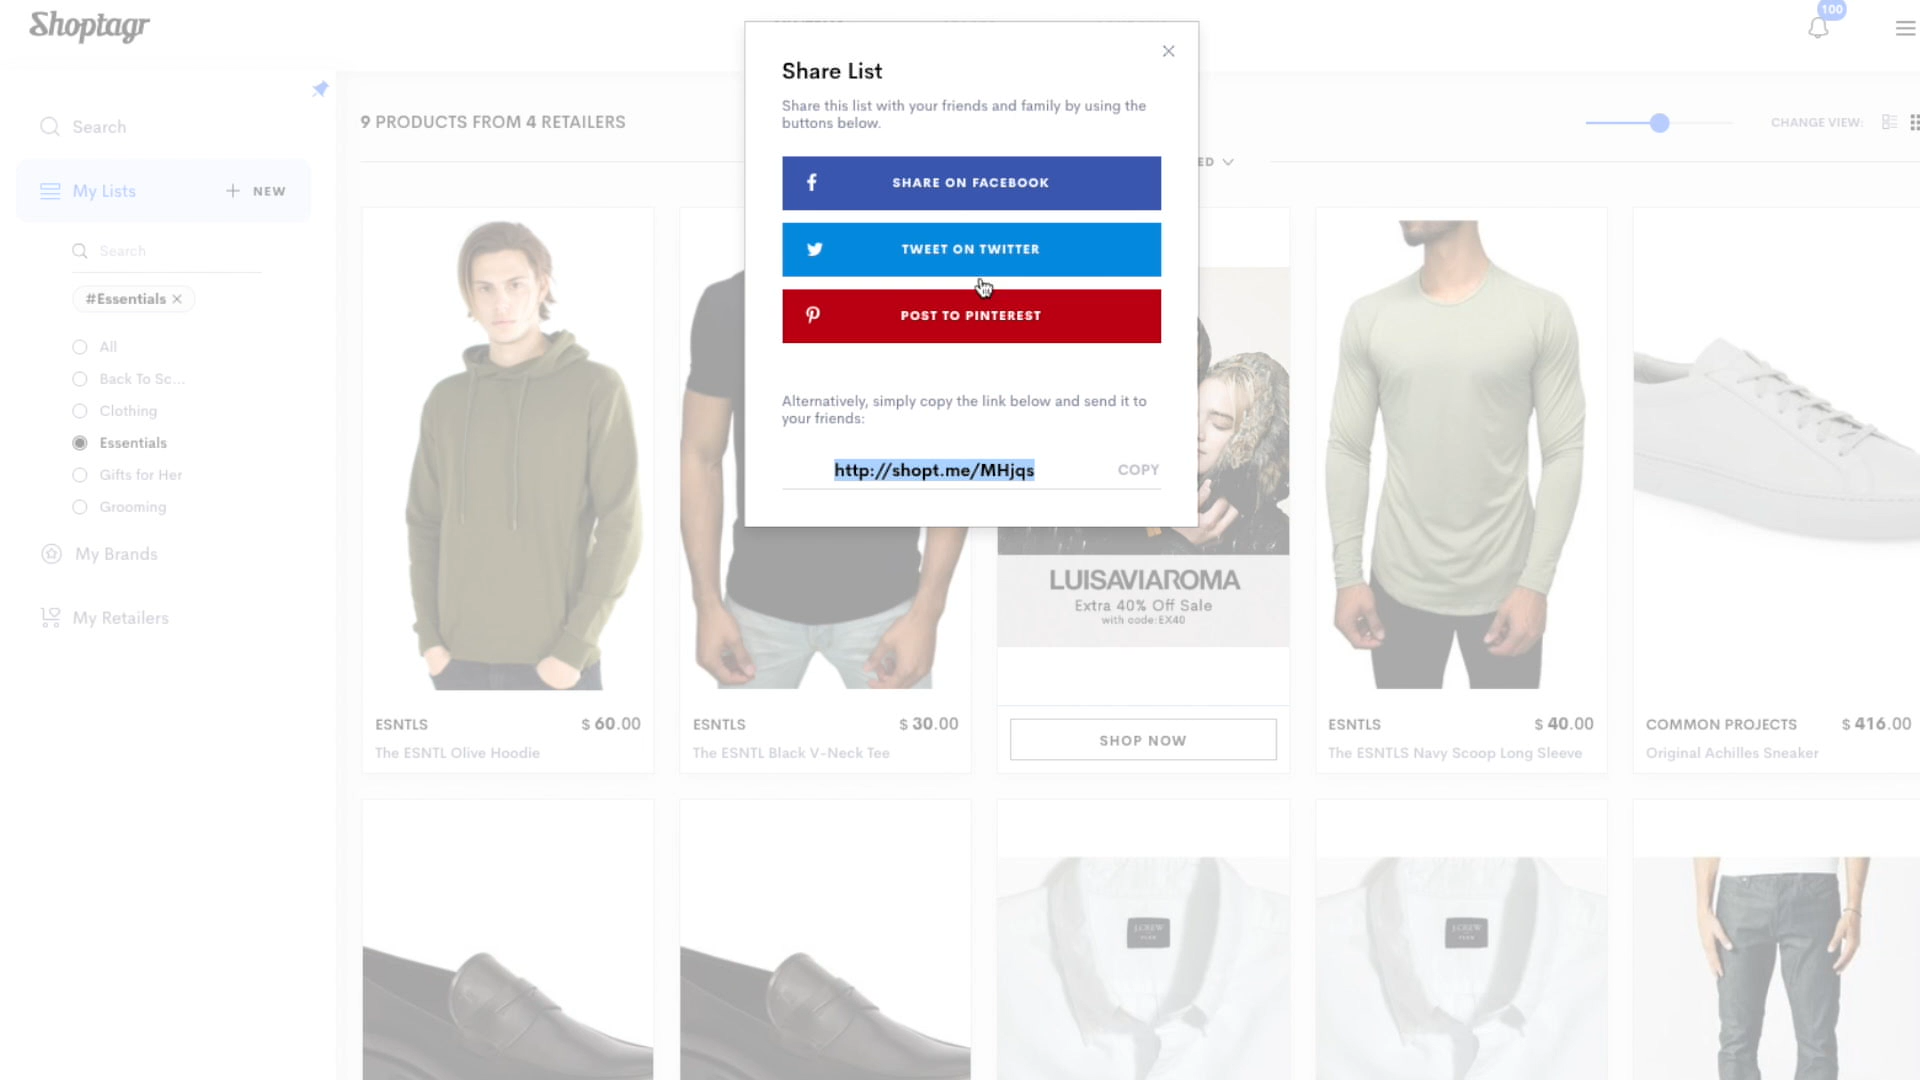 Shoptagr
100
Search
My Lists
+ NEW
Search
#Essentials
All
Back To Sc...
Clothing
Essentials
Gifts for Her
Grooming
My Brands
My Retailers
9 PRODUCTS FROM 4 RETAILERS
ED
CHANGE VIEW:
Share List
Share this list with your friends and family by using the
buttons below.
SHARE ON FACEBOOK
TWEET ON TWITTER
POST TO PINTEREST
Alternatively, simply copy the link below and send it to
your friends:
http://shopt.me/MHjqs
COPY
LUISAVIAROMA
Extra 40% Off Sale
with code:EX40
ESNTLS $ 60.00
The ESNTL Olive Hoodie
ESNTLS $ 30.00
The ESNTL Black V-Neck Tee
SHOP NOW
ESNTLS $ 40.00
The ESNTLS Navy Scoop Long Sleeve
COMMON PROJECTS $ 416.00
Original Achilles Sneaker
J.CREW
J.CREW